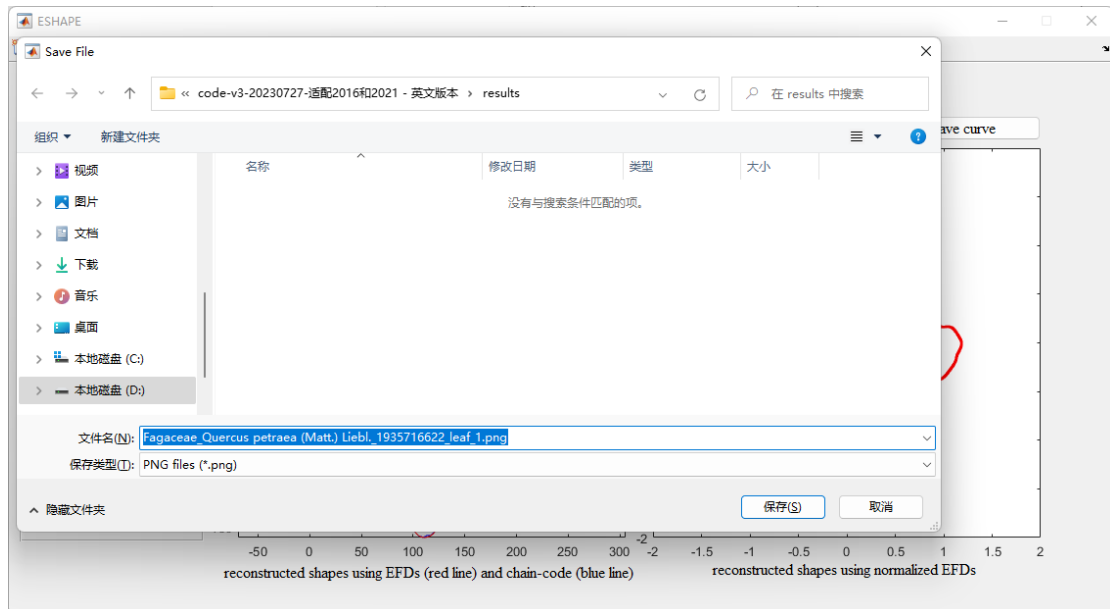 ESHAPE
Save File
« code-v3-20230727-适配2016和2021 - 英文版本 › results
在 results 中搜索
组织
新建文件夹
ave curve
名称
修改日期
类型
大小
没有与搜索条件匹配的项。
视频
图片
文档
下载
音乐
桌面
本地磁盘 (C:)
本地磁盘 (D:)
文件名(N): Fagaceae_Quercus petraea (Matt.) Liebl._1935716622_leaf_1.png
保存类型(T): PNG files (*.png)
隐藏文件夹
保存(S)
取消
-2
-50 0 50 100 150 200 250 300
-2 -1.5 -1 -0.5 0 0.5 1 1.5 2
reconstructed shapes using EFDs (red line) and chain-code (blue line)
reconstructed shapes using normalized EFDs